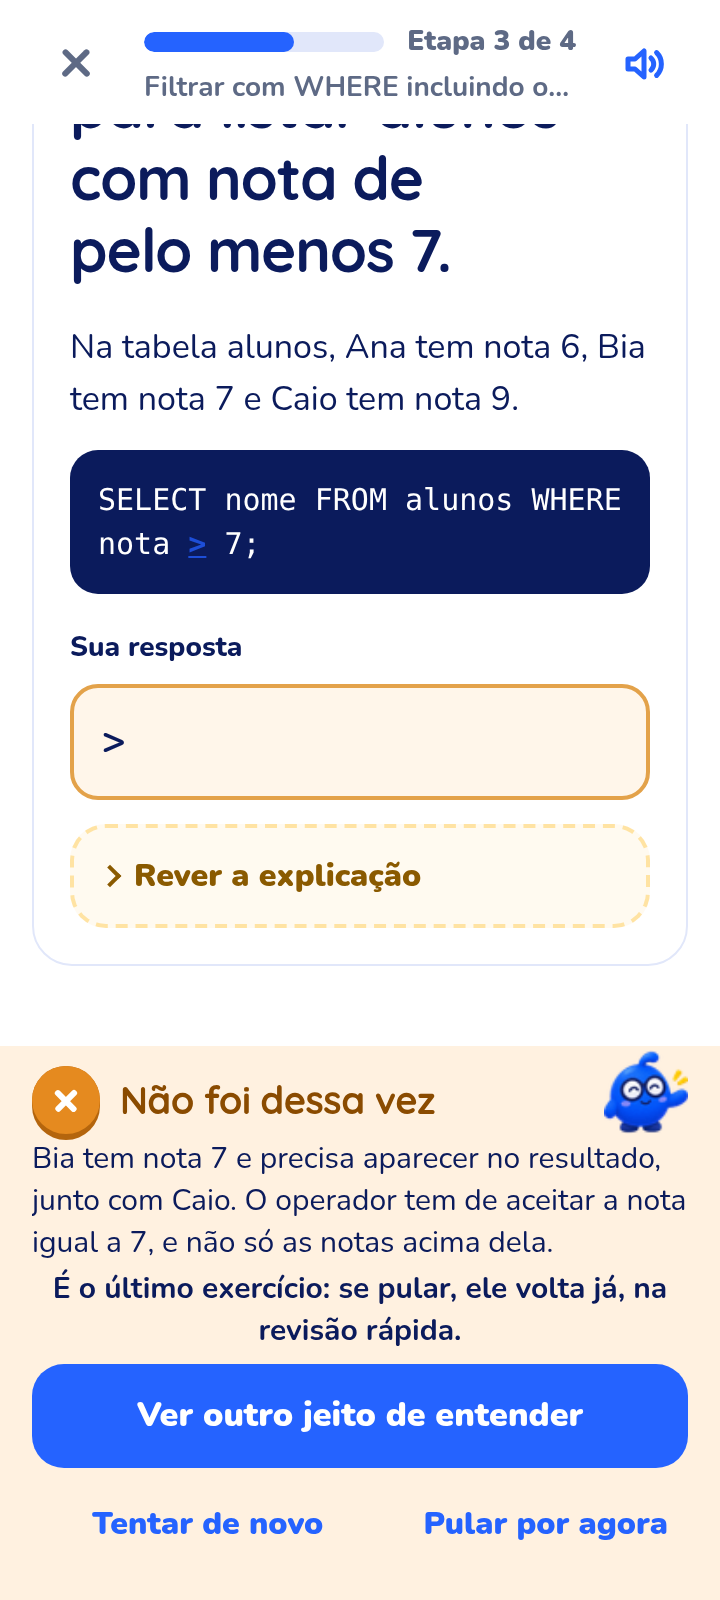 Etapa 3 de 4
Filtrar com WHERE incluindo o...
com nota de
pelo menos 7.
Na tabela alunos, Ana tem nota 6, Bia
tem nota 7 e Caio tem nota 9.
SELECT nome FROM alunos WHERE
nota > 7;
Sua resposta
>
Rever a explicação
Não foi dessa vez
Bia tem nota 7 e precisa aparecer no resultado,
junto com Caio. O operador tem de aceitar a nota
igual a 7, e não só as notas acima dela.
É o último exercício: se pular, ele volta já, na
revisão rápida.
Ver outro jeito de entender
Tentar de novo
Pular por agora